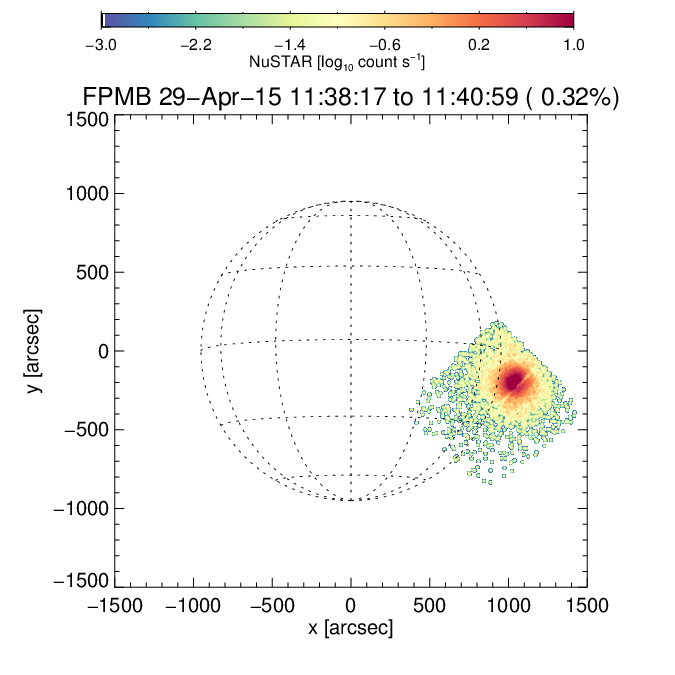 −3.0 −2.2 −1.4 −0.6 0.2 1.0
NuSTAR [log₁₀ count s⁻¹]
FPMB 29−Apr−15 11:38:17 to 11:40:59 ( 0.32%)
1500
1000
500
0
−500
−1000
−1500
y [arcsec]
−1500 −1000 −500 0 500 1000 1500
x [arcsec]